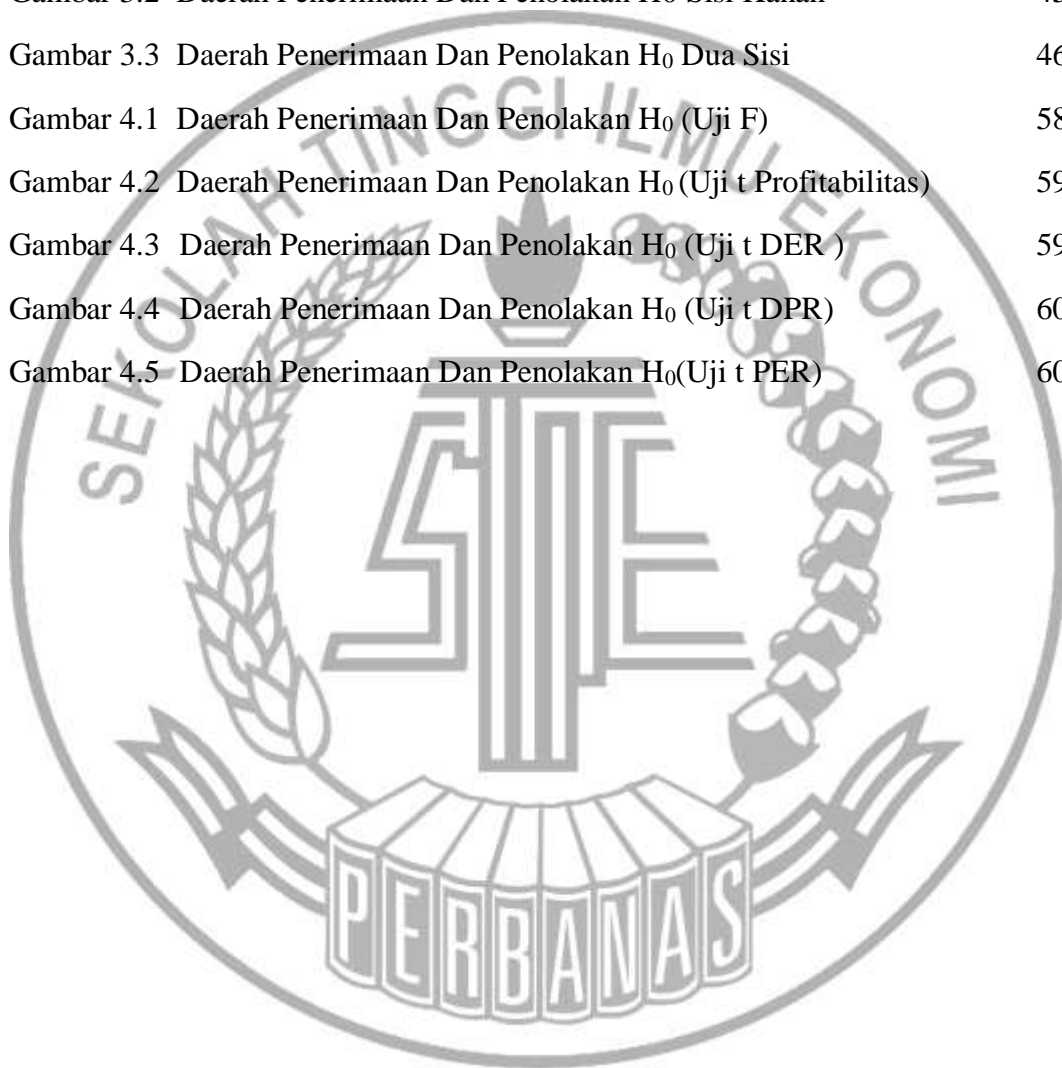 Gambar 3.3 Daerah Penerimaan Dan Penolakan H₀ Dua Sisi 46
Gambar 4.1 Daerah Penerimaan Dan Penolakan H₀ (Uji F) 58
Gambar 4.2 Daerah Penerimaan Dan Penolakan H₀ (Uji t Profitabilitas) 59
Gambar 4.3 Daerah Penerimaan Dan Penolakan H₀ (Uji t DER ) 59
Gambar 4.4 Daerah Penerimaan Dan Penolakan H₀ (Uji t DPR) 60
Gambar 4.5 Daerah Penerimaan Dan Penolakan H₀(Uji t PER) 60
SEKOLAH TINGGI ILMU EKONOMI
STIE
PERBANAS